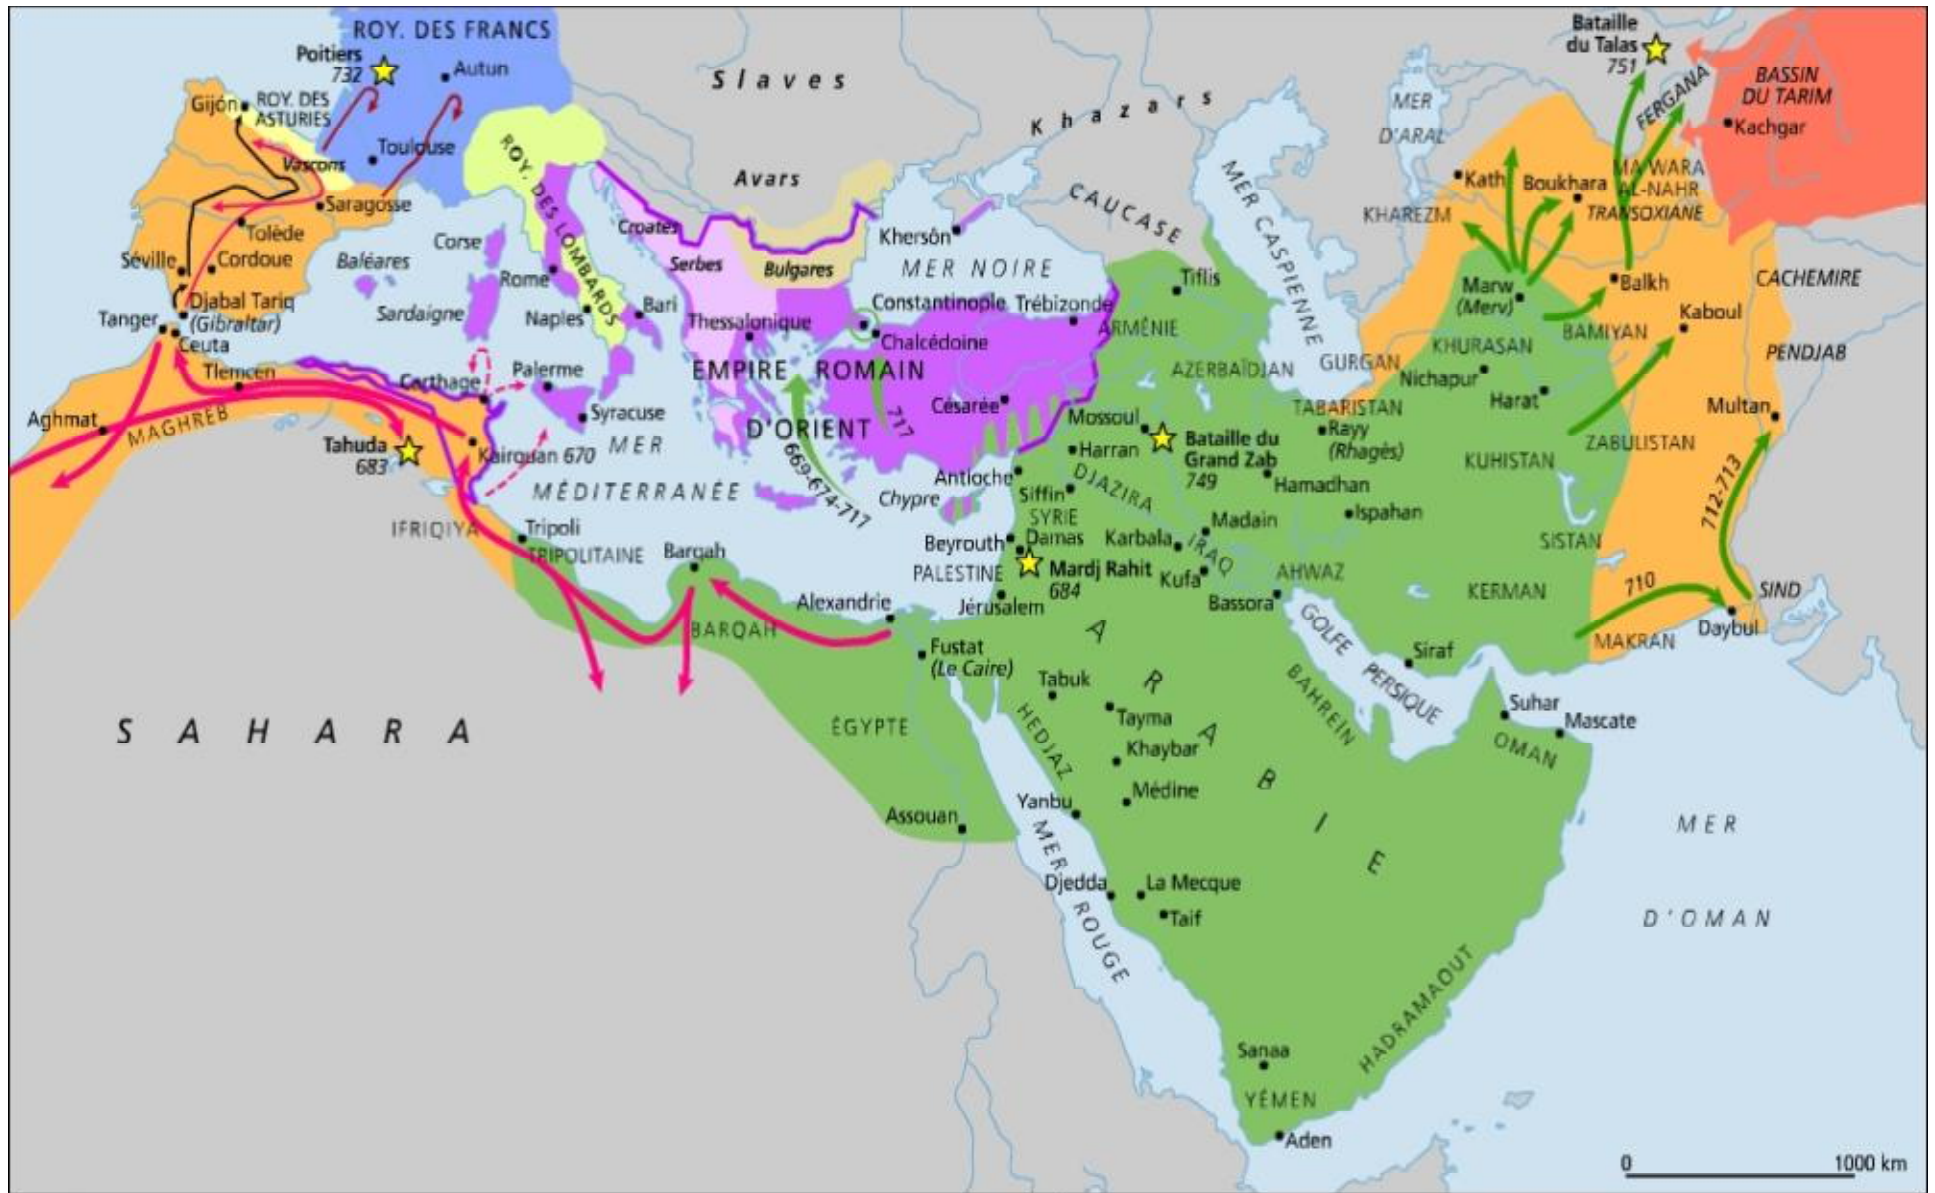 ROY. DES FRANCS
Poitiers
732
Autun
Toulouse
Gijón
ROY. DES
ASTURIES
Vascons
Saragosse
Tolède
Séville
Cordoue
Djabal Tariq
(Gibraltar)
Tanger
Ceuta
Tlemcen
Aghmat
MAGHREB
Tahuda
683
Kairouan 670
Carthage
IFRIQIYA
Baléares
Corse
Sardaigne
ROY. DES LOMBARDS
Rome
Naples
Bari
Palerme
Syracuse
MER
MÉDITERRANÉE
Slaves
Avars
Khazars
Croates
Serbes
Bulgares
Khersôn
MER NOIRE
CAUCASE
MER CASPIENNE
Thessalonique
Constantinople
Trébizonde
Chalcédoine
EMPIRE ROMAIN
D'ORIENT
717
669-674-717
Césarée
Antioche
Chypre
Tiflis
ARMÉNIE
AZERBAÏDJAN
Mossoul
Harran
DJAZIRA
Bataille du
Grand Zab
749
Siffin
SYRIE
Beyrouth
Damas
Mardj Rahit
684
PALESTINE
Jérusalem
Karbala
Madain
IRAQ
Kufa
Bassora
AHWAZ
Hamadhan
Ispahan
Rayy
(Rhagès)
TABARISTAN
GURGAN
Bataille
du Talas
751
BASSIN
DU TARIM
Kachgar
FERGANA
MER
D'ARAL
Kath
KHAREZM
Boukhara
MA WARA
AL-NAHR
TRANSOXIANE
Marw
(Merv)
Balkh
Kaboul
CACHEMIRE
PENDJAB
BAMIYAN
KHURASAN
Nichapur
Harat
KUHISTAN
ZABULISTAN
Multan
712-713
SISTAN
KERMAN
710
SIND
MAKRAN
Daybul
Siraf
GOLFE PERSIQUE
BAHREÏN
Suhar
Mascate
OMAN
Tripoli
TRIPOLITAINE
Barqah
BARQAH
Alexandrie
Fustat
(Le Caire)
ÉGYPTE
Assouan
SAHARA
ARABIE
Tabuk
Tayma
Khaybar
HEDJAZ
Médine
Yanbu
MER ROUGE
Djedda
La Mecque
Taif
HADRAMAOUT
Sanaa
YÉMEN
Aden
MER
D'OMAN
0
1000 km